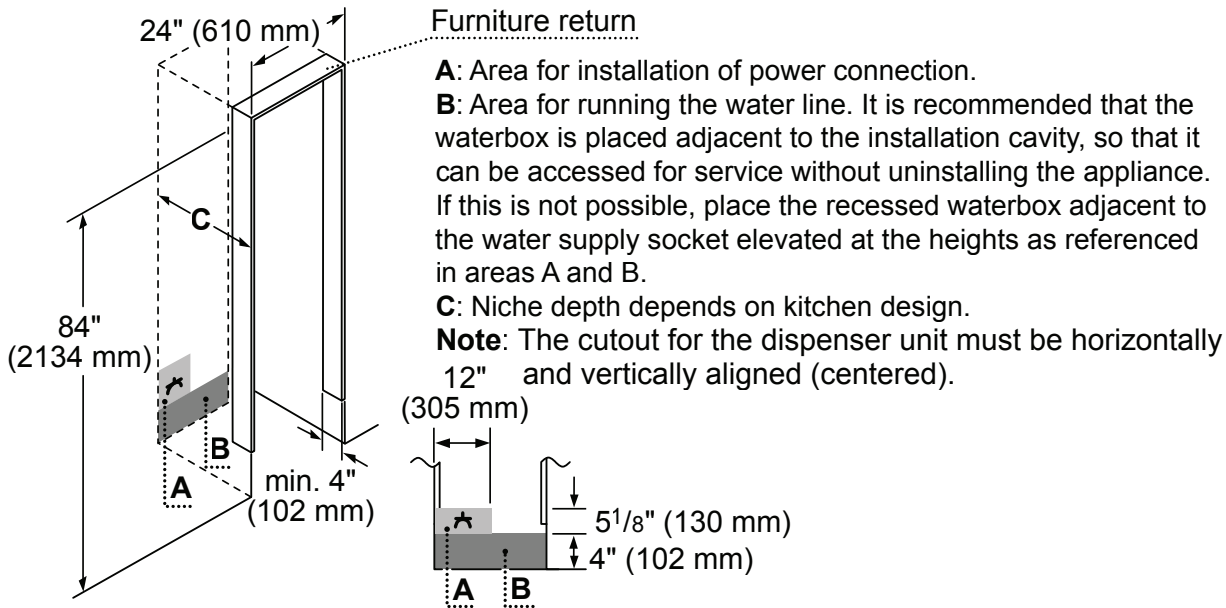 24" (610 mm)
Furniture return
A: Area for installation of power connection.
B: Area for running the water line. It is recommended that the
waterbox is placed adjacent to the installation cavity, so that it
can be accessed for service without uninstalling the appliance.
If this is not possible, place the recessed waterbox adjacent to
the water supply socket elevated at the heights as referenced
in areas A and B.
C: Niche depth depends on kitchen design.
Note: The cutout for the dispenser unit must be horizontally
and vertically aligned (centered).
C
84"
(2134 mm)
B
A
min. 4"
(102 mm)
12"
(305 mm)
5 1/8" (130 mm)
4" (102 mm)
A
B